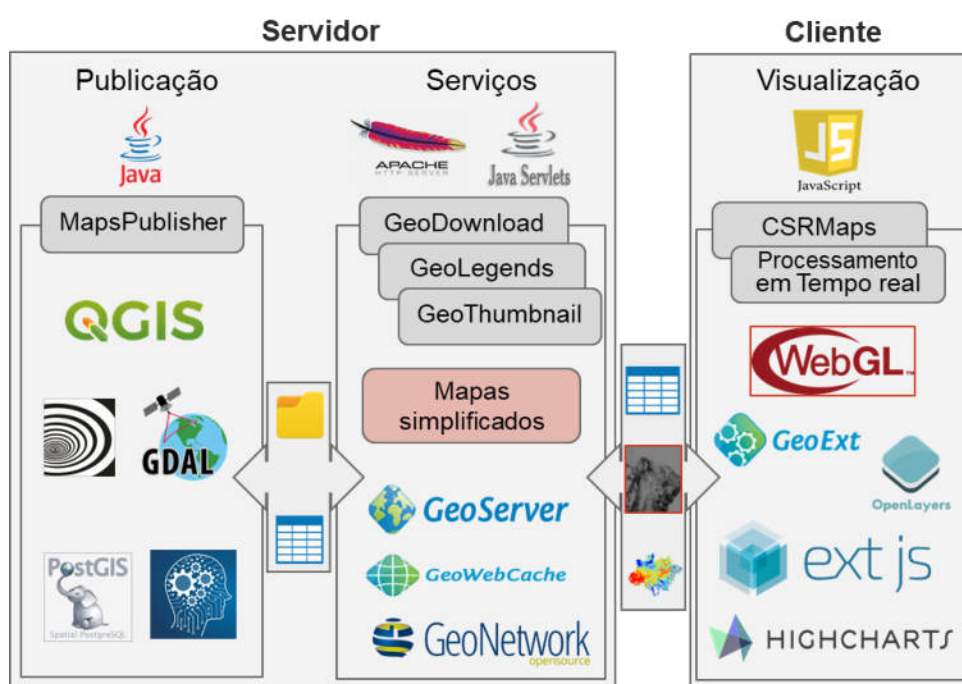 Servidor
Cliente
Publicação
Serviços
Visualização
Java
APACHE
HTTP SERVER
Java Servlets
JS
JavaScript
MapsPublisher
GeoDownload
GeoLegends
GeoThumbnail
CSRMaps
Processamento
em Tempo real
QGIS
WebGL™
Mapas
simplificados
GDAL
GeoExt
OpenLayers
GeoServer
PostGIS
Spatial PostgreSQL
GeoWebCache
ext js
GeoNetwork
opensource
HIGHCHARTS